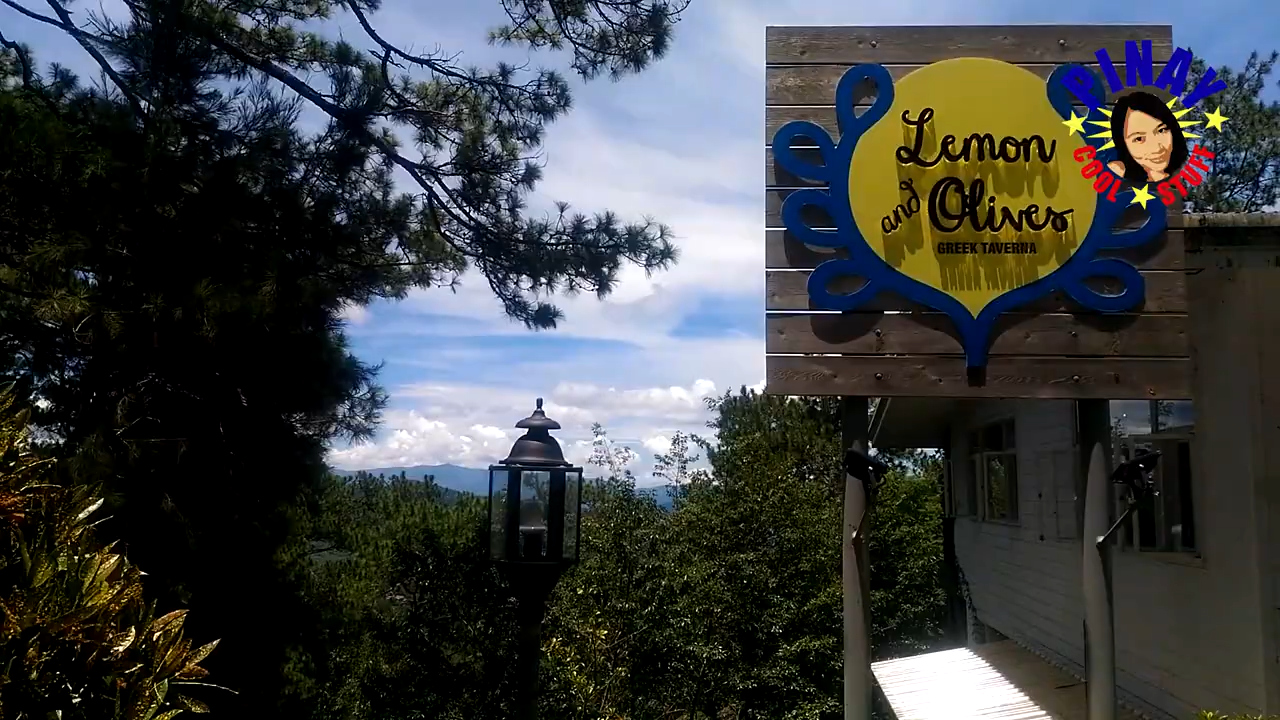 Lemon
and Olives
GREEK TAVERNA
PINAY
COOL STUFF